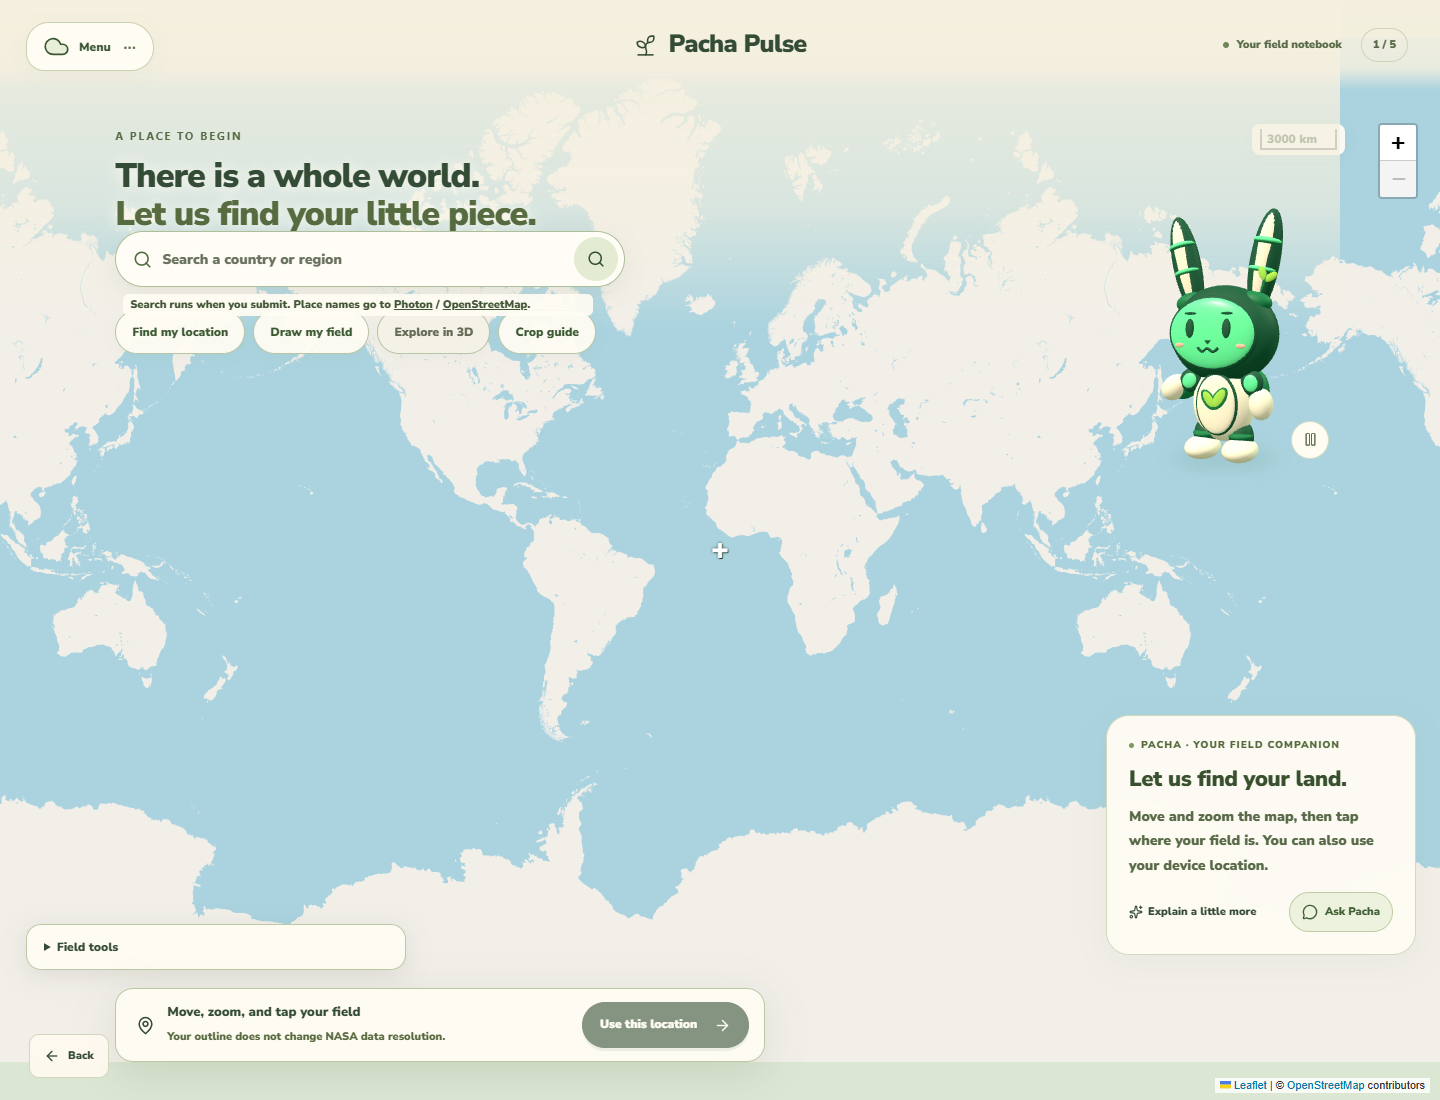 Menu ...
Pacha Pulse
Your field notebook
1 / 5
A PLACE TO BEGIN
There is a whole world.
Let us find your little piece.
3000 km
+
−
Search a country or region
Search runs when you submit. Place names go to Photon / OpenStreetMap.
Find my location
Draw my field
Explore in 3D
Crop guide
PACHA · YOUR FIELD COMPANION
Let us find your land.
Move and zoom the map, then tap
where your field is. You can also use
your device location.
Explain a little more
Ask Pacha
Field tools
Move, zoom, and tap your field
Your outline does not change NASA data resolution.
Use this location
Back
Leaflet | © OpenStreetMap contributors